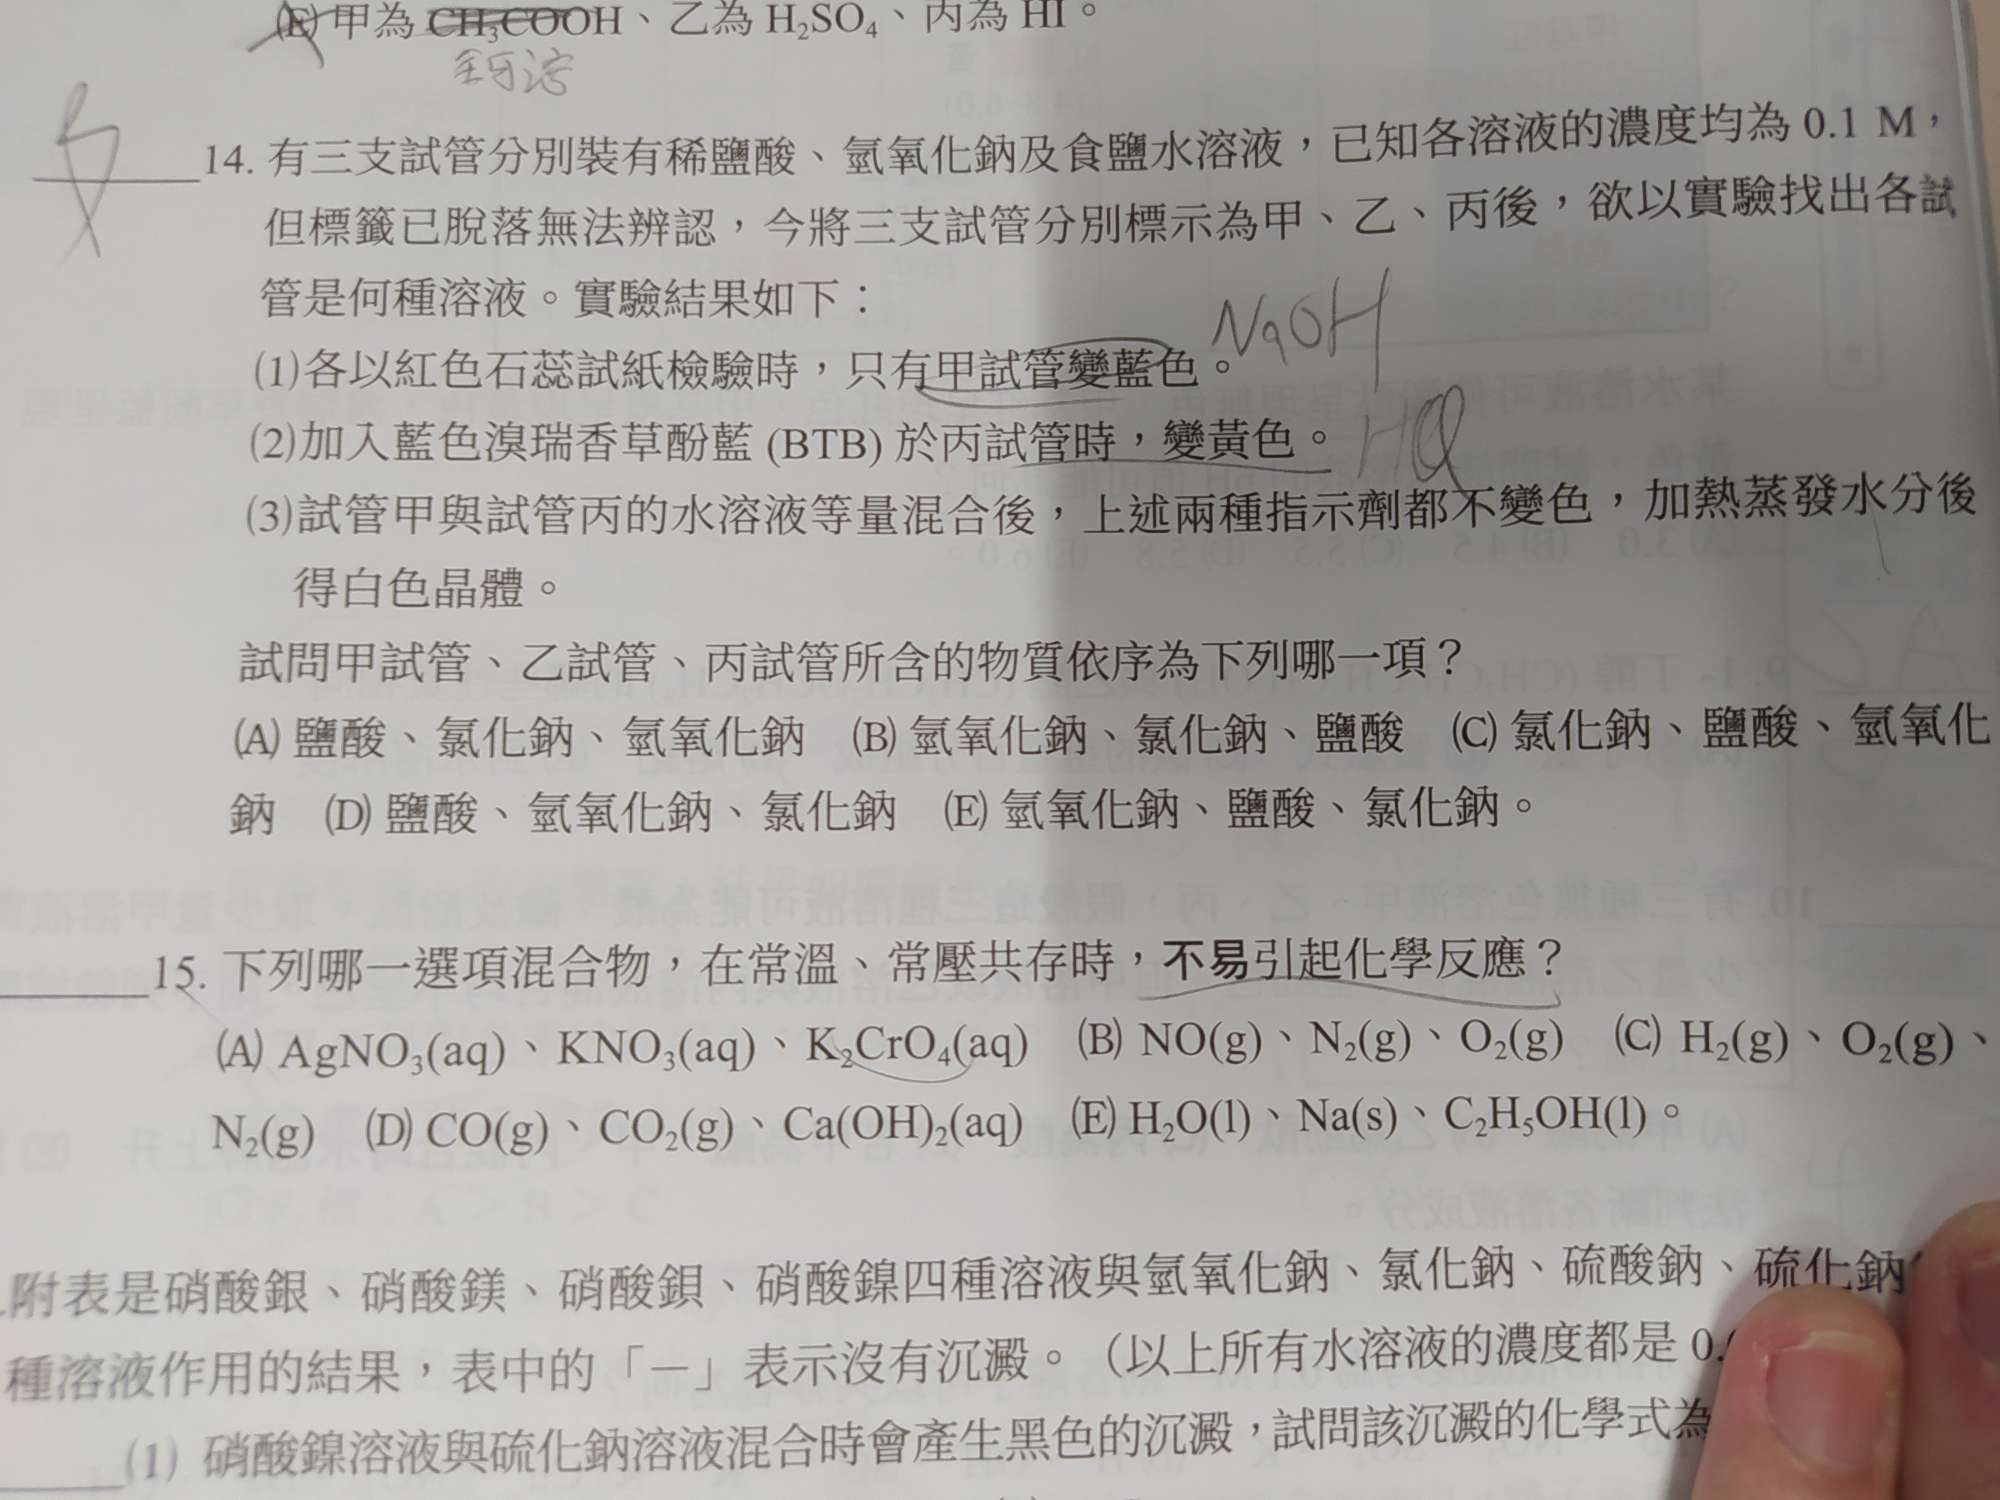 (E) 甲為 CH₃COOH、乙為 H₂SO₄、丙為 HI。
14. 有三支試管分別裝有稀鹽酸、氫氧化鈉及食鹽水溶液，已知各溶液的濃度均為 0.1 M，
但標籤已脫落無法辨認，今將三支試管分別標示為甲、乙、丙後，欲以實驗找出各試
管是何種溶液。實驗結果如下：
NaOH
(1)各以紅色石蕊試紙檢驗時，只有甲試管變藍色。
(2)加入藍色溴瑞香草酚藍 (BTB) 於丙試管時，變黃色。 HCl
(3)試管甲與試管丙的水溶液等量混合後，上述兩種指示劑都不變色，加熱蒸發水分後
得白色晶體。
試問甲試管、乙試管、丙試管所含的物質依序為下列哪一項？
(A) 鹽酸、氯化鈉、氫氧化鈉 (B) 氫氧化鈉、氯化鈉、鹽酸 (C) 氯化鈉、鹽酸、氫氧化
鈉 (D) 鹽酸、氫氧化鈉、氯化鈉 (E) 氫氧化鈉、鹽酸、氯化鈉。
15. 下列哪一選項混合物，在常溫、常壓共存時，不易引起化學反應？
(A) AgNO₃(aq)、KNO₃(aq)、K₂CrO₄(aq) (B) NO(g)、N₂(g)、O₂(g) (C) H₂(g)、O₂(g)、
N₂(g) (D) CO(g)、CO₂(g)、Ca(OH)₂(aq) (E) H₂O(l)、Na(s)、C₂H₅OH(l)。
附表是硝酸銀、硝酸鎂、硝酸鋇、硝酸鎳四種溶液與氫氧化鈉、氯化鈉、硫酸鈉、硫化鈉
種溶液作用的結果，表中的「－」表示沒有沉澱。（以上所有水溶液的濃度都是 0.
(1) 硝酸鎳溶液與硫化鈉溶液混合時會產生黑色的沉澱，試問該沉澱的化學式為